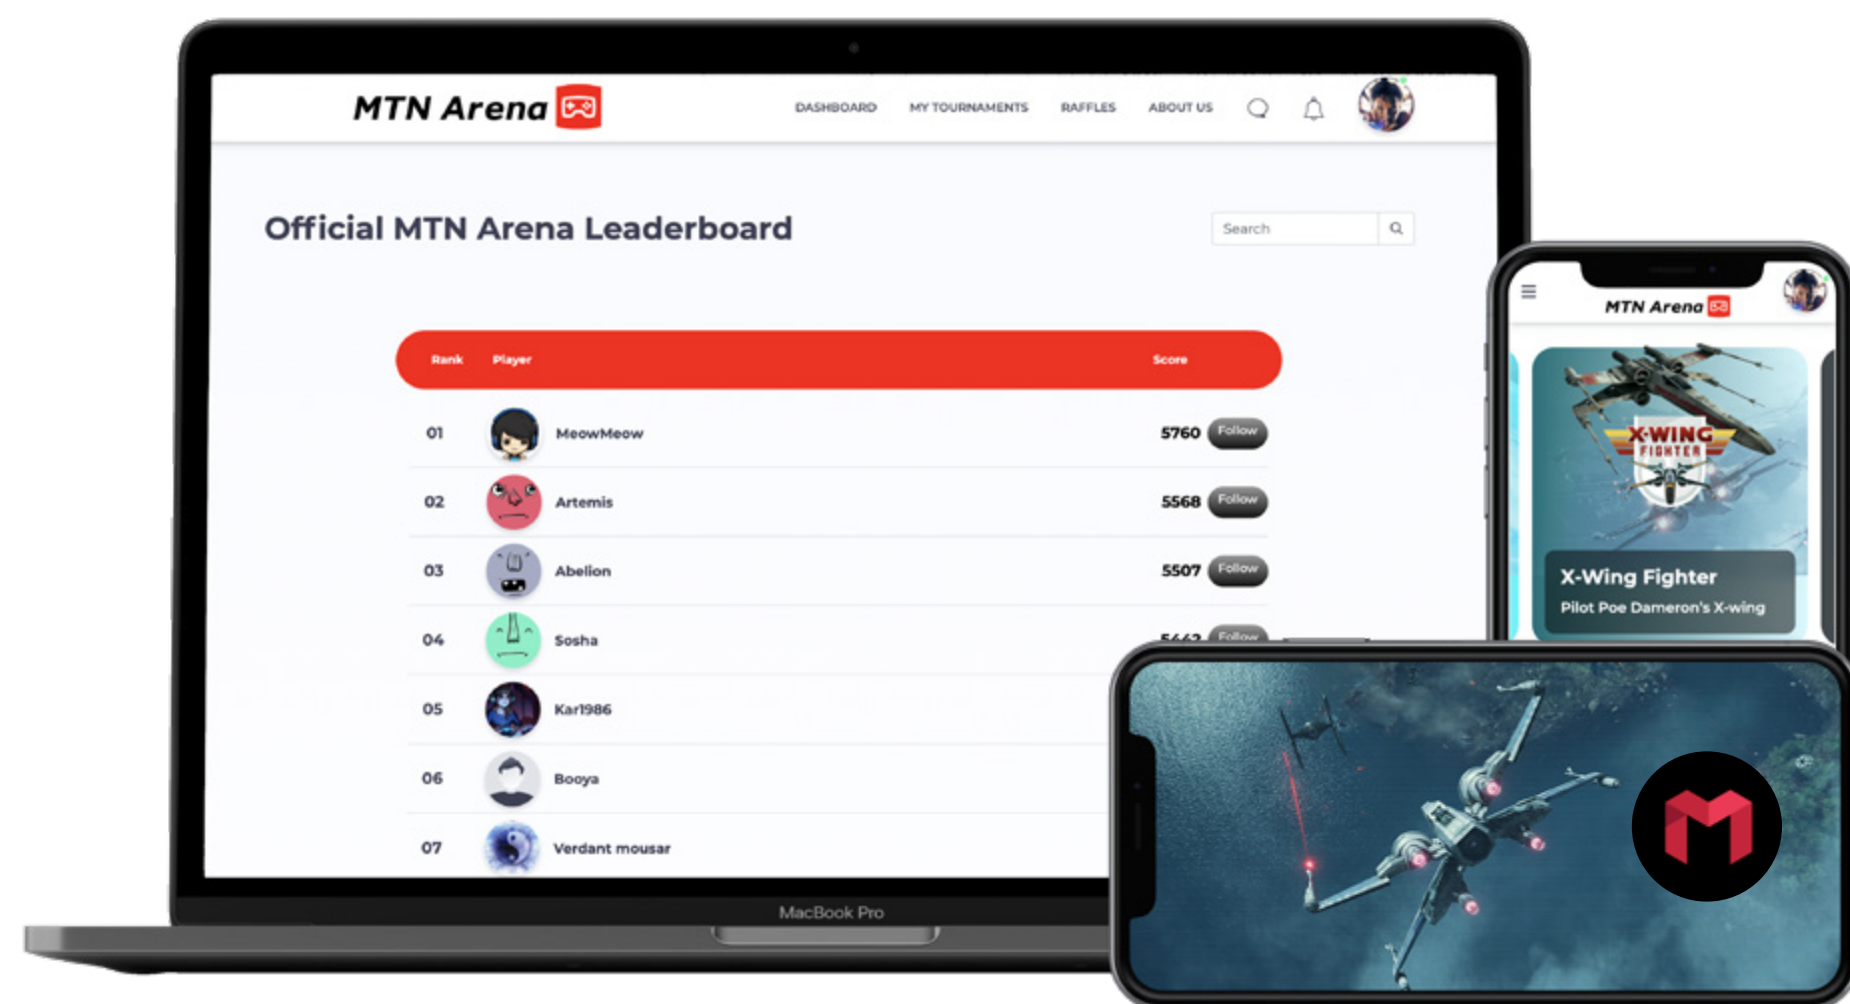 MTN Arena
DASHBOARD MY TOURNAMENTS RAFFLES ABOUT US
Official MTN Arena Leaderboard
Search
Rank Player Score
01 MeowMeow 5760 Follow
02 Artemis 5568 Follow
03 Abelion 5507 Follow
04 Sosha Follow
05 Kar1986
06 Booya
07 Verdant mousar
MacBook Pro
MTN Arena
X-WING
FIGHTER
X-Wing Fighter
Pilot Poe Dameron's X-wing
M